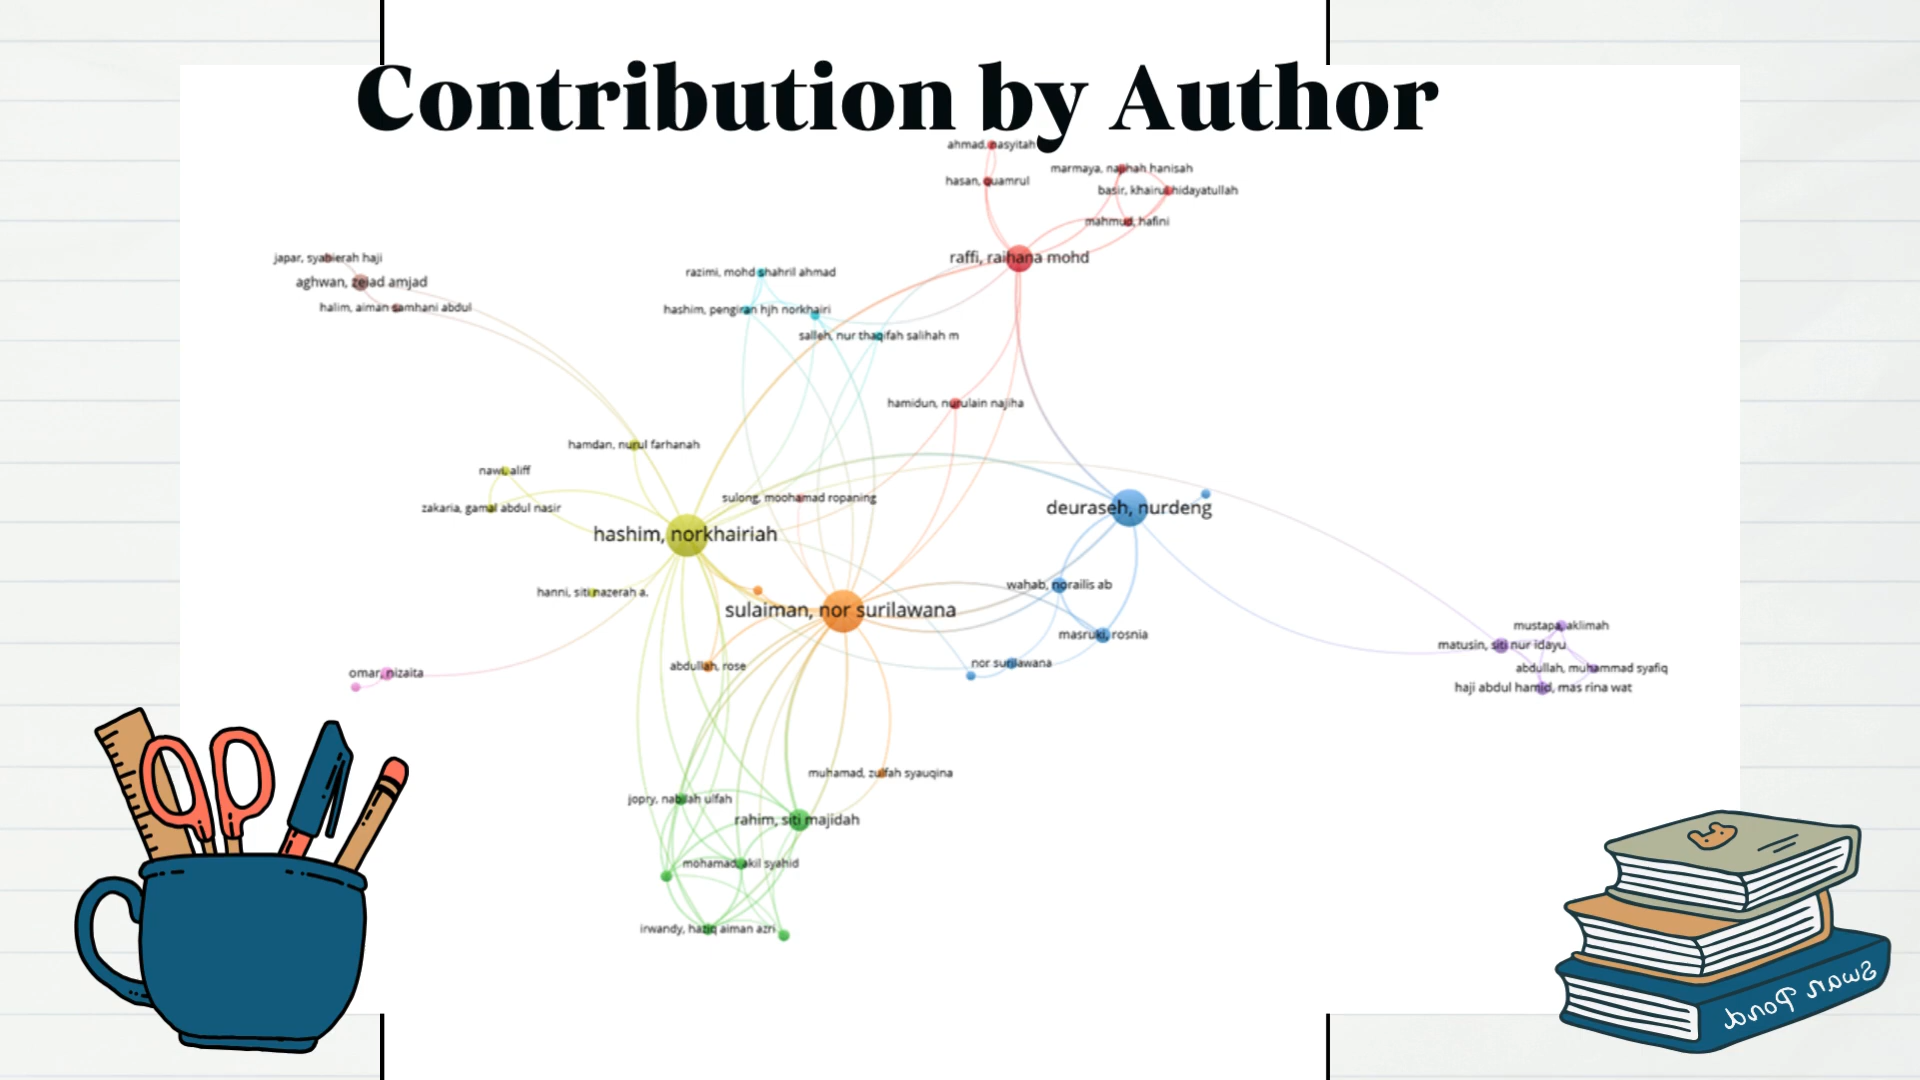 Contribution by Author
ahmad, nasyitah
marmaya, najihah hanisah
hasan, quamrul
basir, khairul hidayatullah
mahmud, hafini
raffi, raihana mohd
japar, syabierah haji
razimi, mohd shahril ahmad
aghwan, zeiad amjad
halim, aiman samhani abdul
hashim, pengiran hjh norkhairi
salleh, nur thaqifah salihah m
hamidun, nurulain najiha
hamdan, nurul farhanah
nawi, aliff
sulong, moohamad ropaning
zakaria, gamal abdul nasir
deuraseh, nurdeng
hashim, norkhairiah
wahab, norailis ab
hanni, siti nazerah a.
sulaiman, nor surilawana
mustapa, aklimah
masruki, rosnia
matusin, siti nur idayu
nor surilawana
abdullah, rose
abdullah, muhammad syafiq
omar, nizaita
haji abdul hamid, mas rina wat
muhamad, zulfah syauqina
jopry, nabilah ulfah
rahim, siti majidah
mohamad, akil syahid
irwandy, haziq aiman azri
Swan Pond